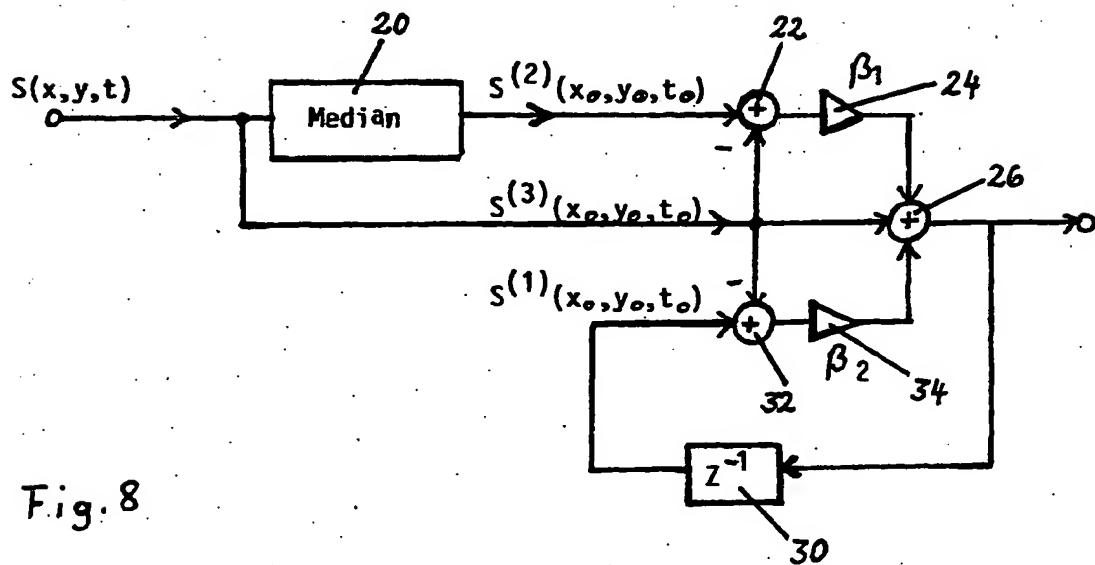 20
22
S(x,y,t)
Median
S(2)(x₀,y₀,t₀)
+
β1
24
-
S(3)(x₀,y₀,t₀)
+
26
-
S(1)(x₀,y₀,t₀)
+
β2
32
34
Z-1
30
Fig. 8